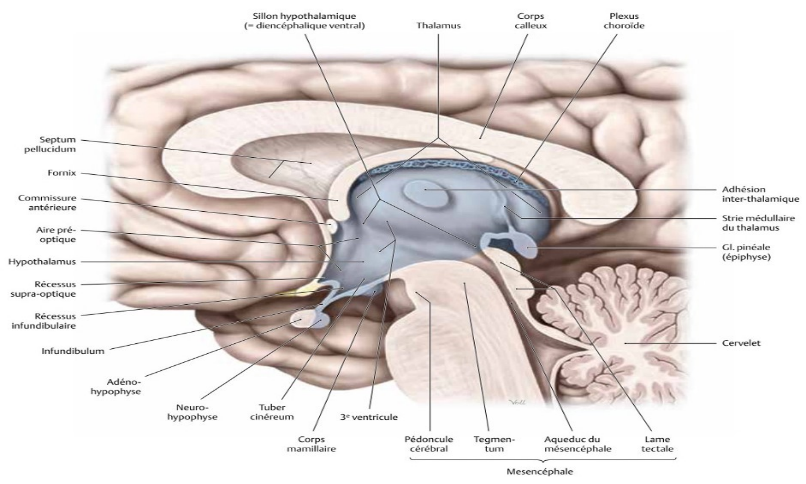 Sillon hypothalamique
(= diencéphalique ventral)
Thalamus
Corps
calleux
Plexus
choroïde
Septum
pellucidum
Fornix
Commissure
antérieure
Aire pré-
optique
Hypothalamus
Récessus
supra-optique
Récessus
infundibulaire
Infundibulum
Adéno-
hypophyse
Neuro-
hypophyse
Tuber
cinéreum
Corps
mamillaire
3e ventricule
Pédoncule
cérébral
Tegmen-
tum
Aqueduc du
mésencéphale
Lame
tectale
Mésencéphale
Adhésion
inter-thalamique
Strie médullaire
du thalamus
Gl. pinéale
(épiphyse)
Cervelet